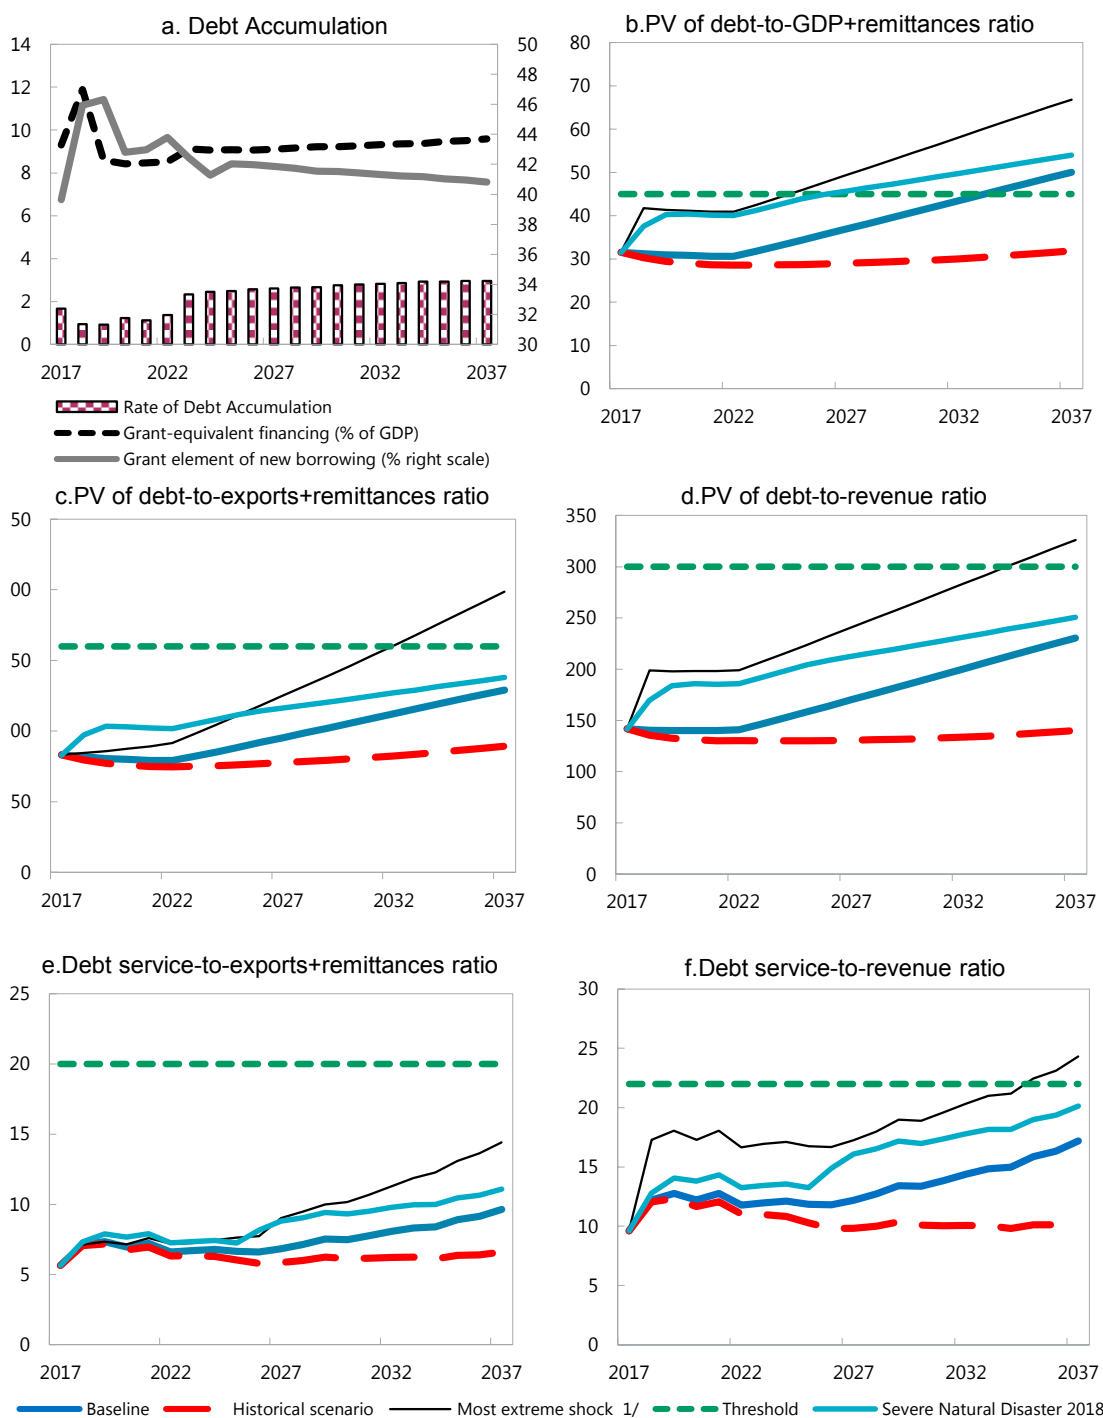 a. Debt Accumulation
14 50
12 48
46
10 44
8 42
6 40
38
4 36
2 34
32
0 30
2017 2022 2027 2032 2037
Rate of Debt Accumulation
Grant-equivalent financing (% of GDP)
Grant element of new borrowing (% right scale)
b.PV of debt-to-GDP+remittances ratio
80
70
60
50
40
30
20
10
0
2017 2022 2027 2032 2037
c.PV of debt-to-exports+remittances ratio
50
00
50
00
50
0
2017 2022 2027 2032 2037
d.PV of debt-to-revenue ratio
350
300
250
200
150
100
50
0
2017 2022 2027 2032 2037
e.Debt service-to-exports+remittances ratio
25
20
15
10
5
0
2017 2022 2027 2032 2037
f.Debt service-to-revenue ratio
30
25
20
15
10
5
0
2017 2022 2027 2032 2037
Baseline Historical scenario Most extreme shock 1/ Threshold Severe Natural Disaster 2018